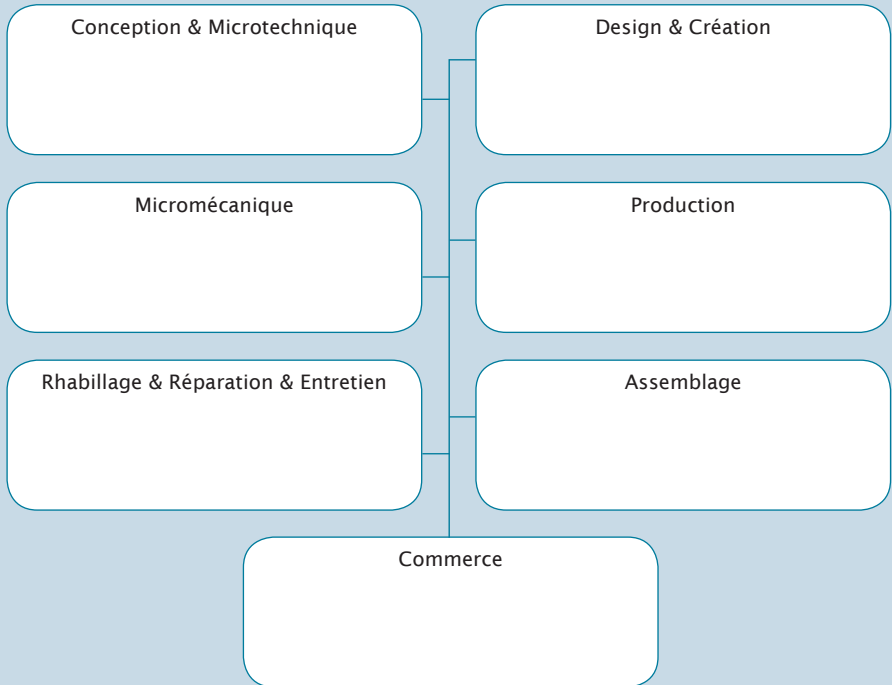 Conception & Microtechnique
Design & Création
Micromécanique
Production
Rhabillage & Réparation & Entretien
Assemblage
Commerce